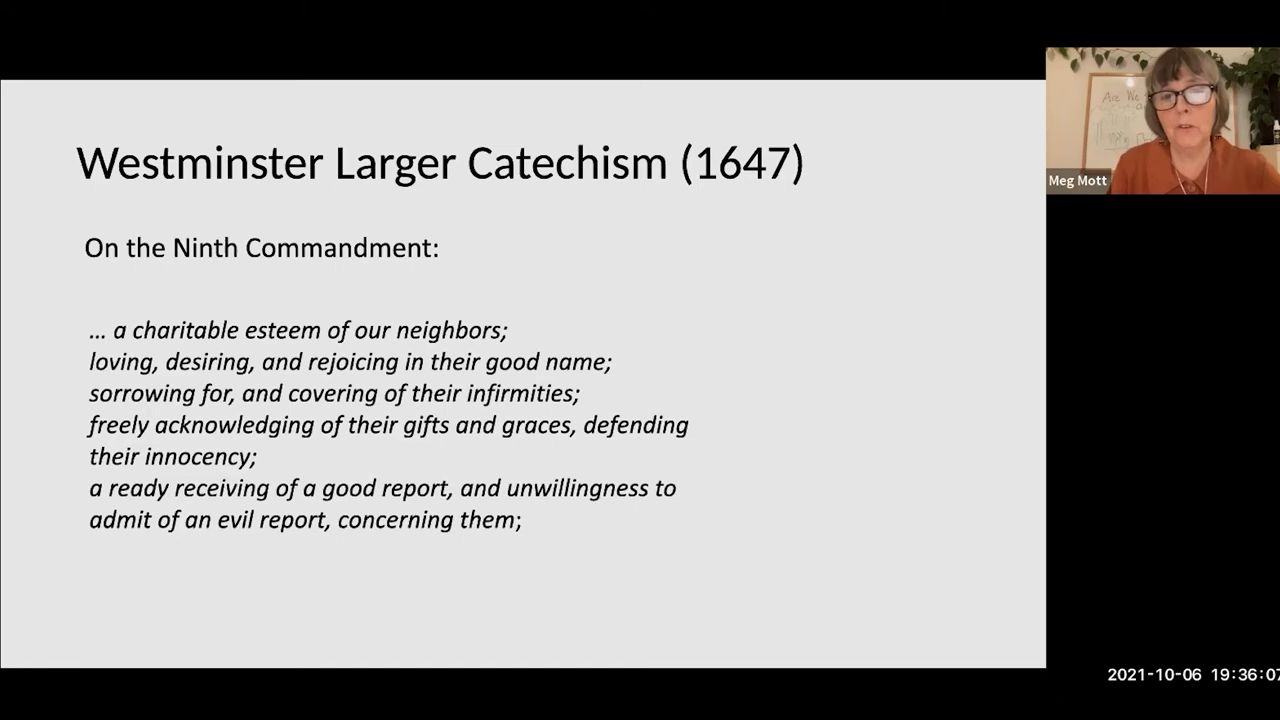 Westminster Larger Catechism (1647)
On the Ninth Commandment:
... a charitable esteem of our neighbors;
loving, desiring, and rejoicing in their good name;
sorrowing for, and covering of their infirmities;
freely acknowledging of their gifts and graces, defending
their innocency;
a ready receiving of a good report, and unwillingness to
admit of an evil report, concerning them;
Are We
Meg Mott
2021-10-06 19:36:07